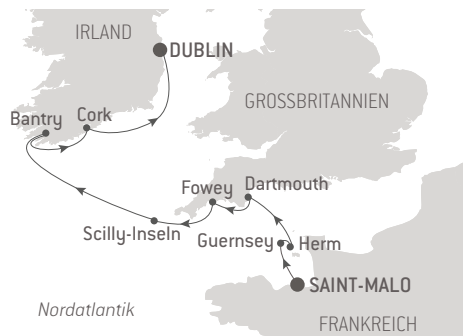 IRLAND
DUBLIN
GROSSBRITANNIEN
Bantry
Cork
Fowey
Dartmouth
Scilly-Inseln
Guernsey
Herm
SAINT-MALO
Nordatlantik
FRANKREICH